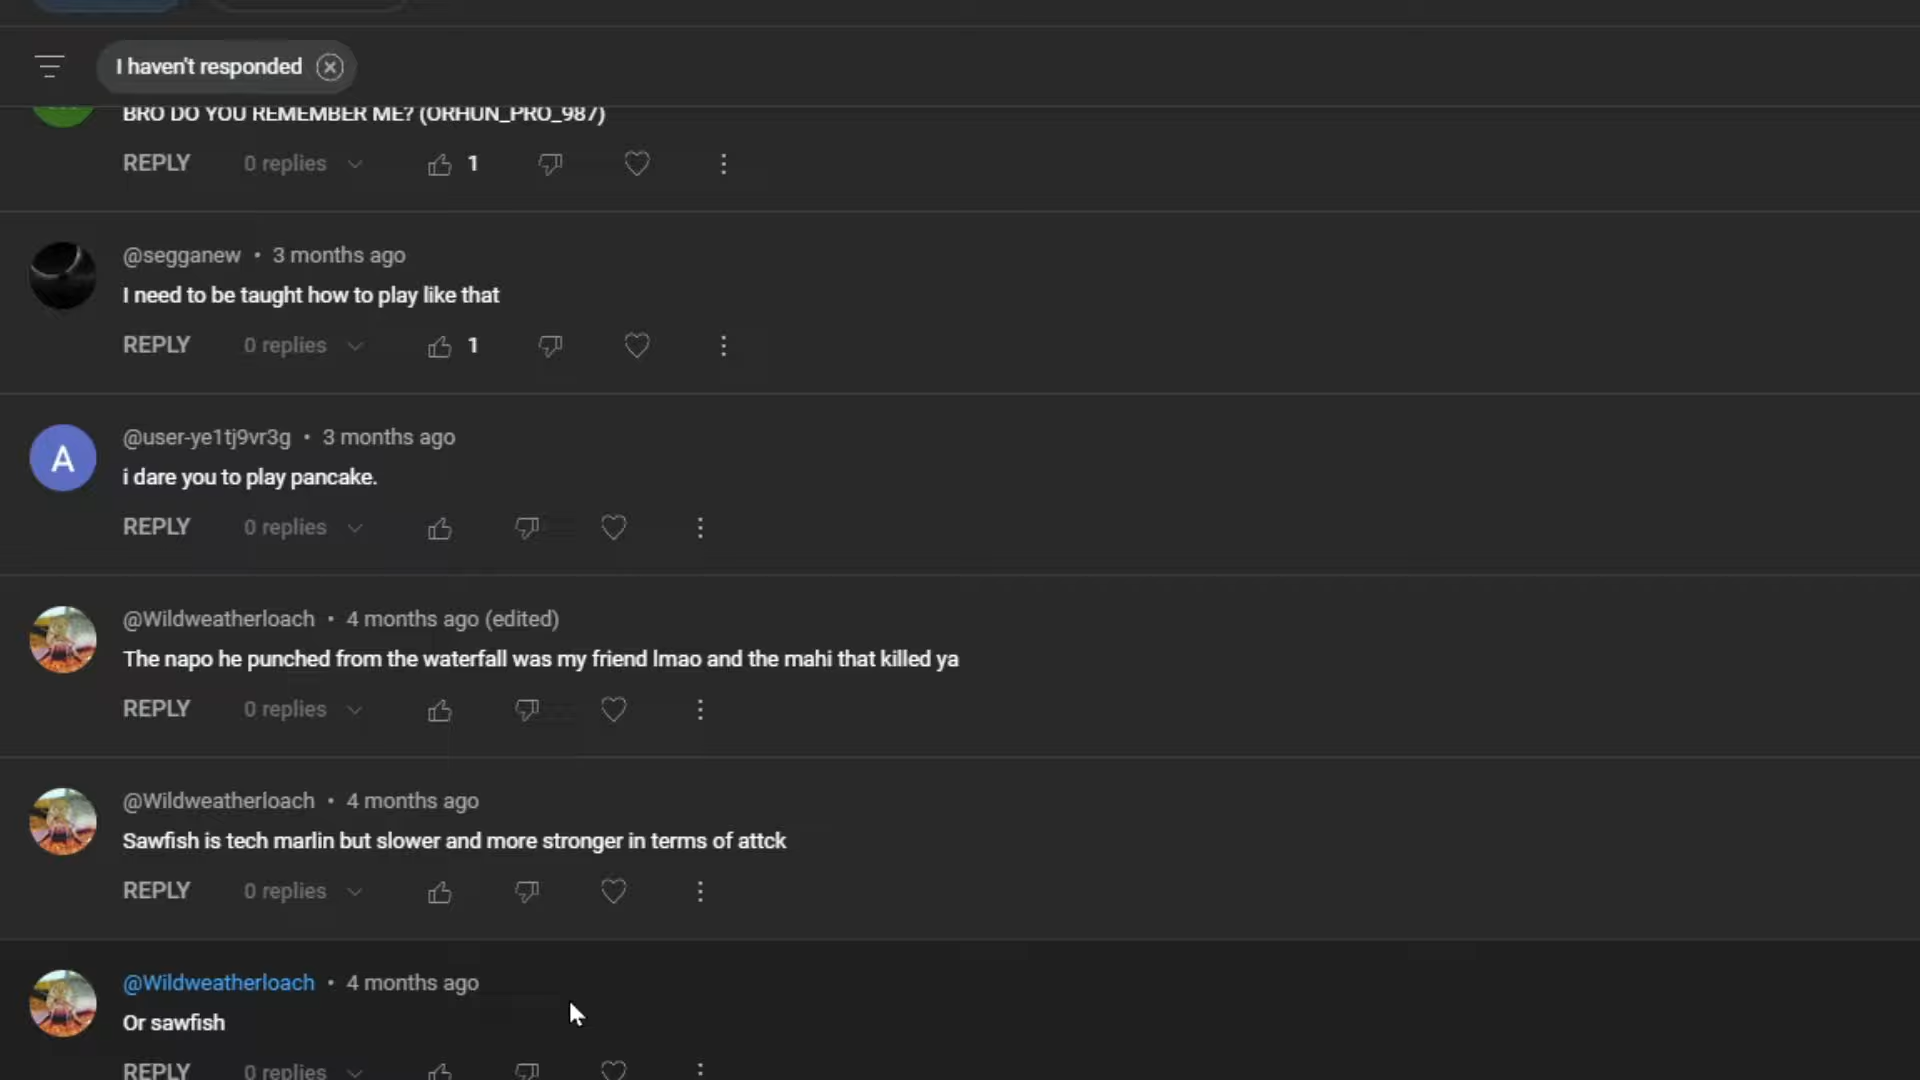 I haven't responded
BRO DO YOU REMEMBER ME? (ORHUN_PRO_987)
REPLY 0 replies 1
@segganew • 3 months ago
I need to be taught how to play like that
REPLY 0 replies 1
A
@user-ye1tj9vr3g • 3 months ago
i dare you to play pancake.
REPLY 0 replies
@Wildweatherloach • 4 months ago (edited)
The napo he punched from the waterfall was my friend lmao and the mahi that killed ya
REPLY 0 replies
@Wildweatherloach • 4 months ago
Sawfish is tech marlin but slower and more stronger in terms of attck
REPLY 0 replies
@Wildweatherloach • 4 months ago
Or sawfish
REPLY 0 replies